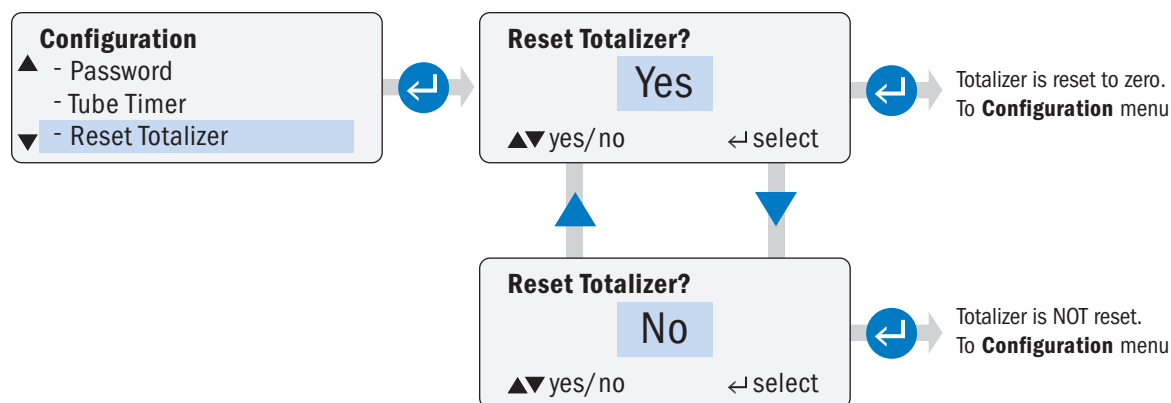 Configuration
- Password
- Tube Timer
- Reset Totalizer
Reset Totalizer?
Yes
▲▼ yes/no ↵ select
Totalizer is reset to zero.
To Configuration menu
Reset Totalizer?
No
▲▼ yes/no ↵ select
Totalizer is NOT reset.
To Configuration menu